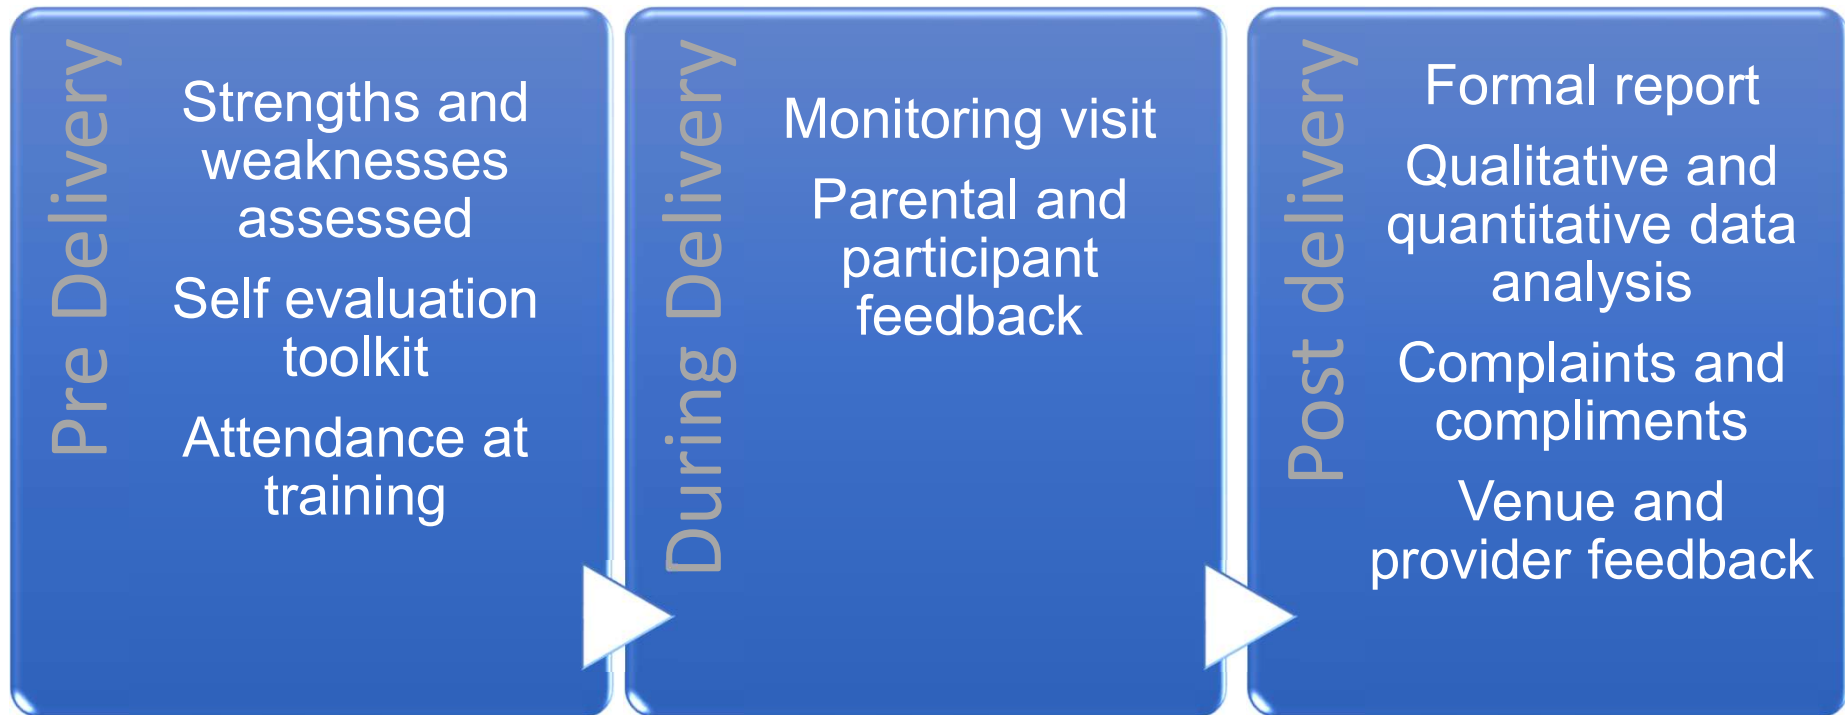 Pre Delivery
Strengths and
weaknesses
assessed
Self evaluation
toolkit
Attendance at
training
During Delivery
Monitoring visit
Parental and
participant
feedback
Post delivery
Formal report
Qualitative and
quantitative data
analysis
Complaints and
compliments
Venue and
provider feedback